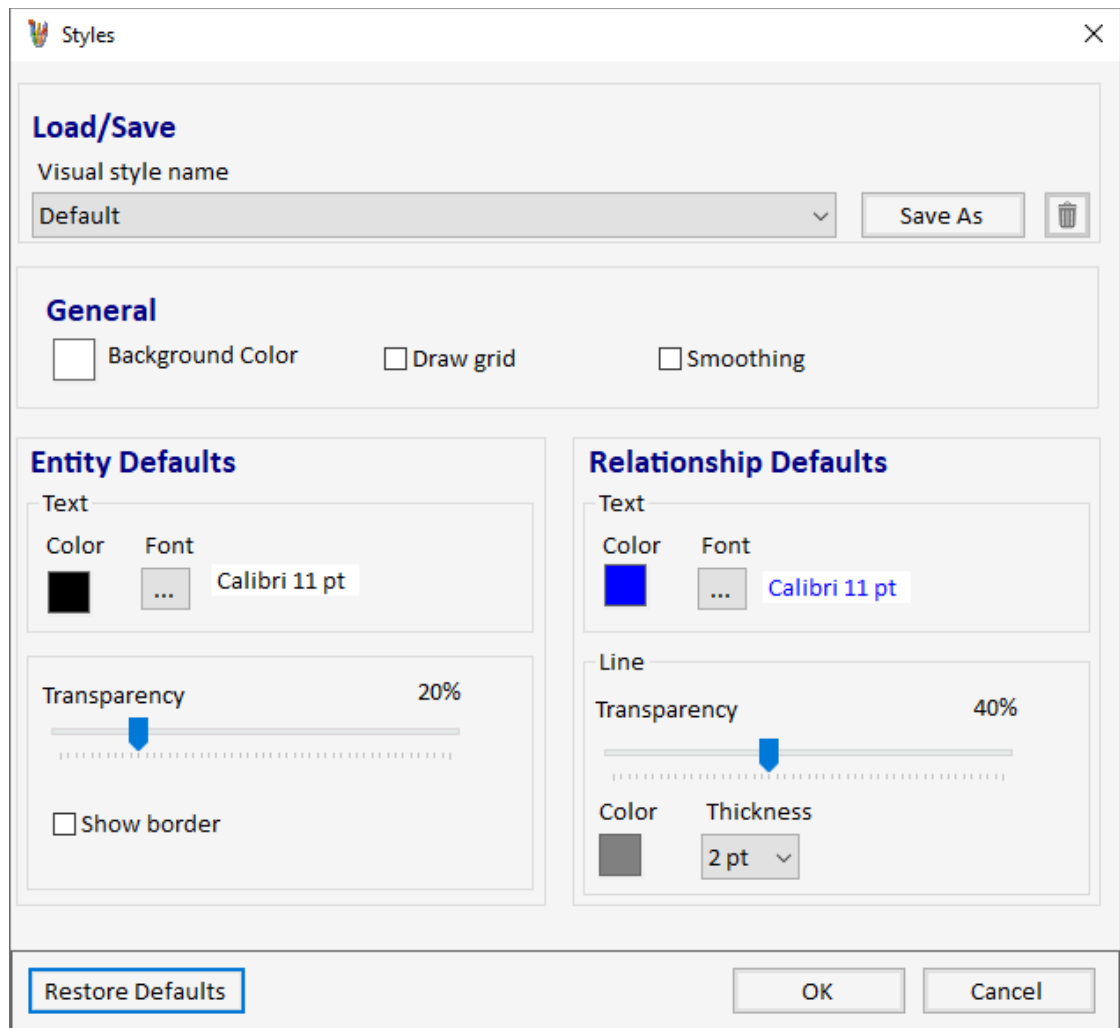 Styles
Load/Save
Visual style name
Default
Save As
General
Background Color
Draw grid
Smoothing
Entity Defaults
Text
Color Font
... Calibri 11 pt
Transparency 20%
Show border
Relationship Defaults
Text
Color Font
... Calibri 11 pt
Line
Transparency 40%
Color Thickness
2 pt
Restore Defaults
OK
Cancel